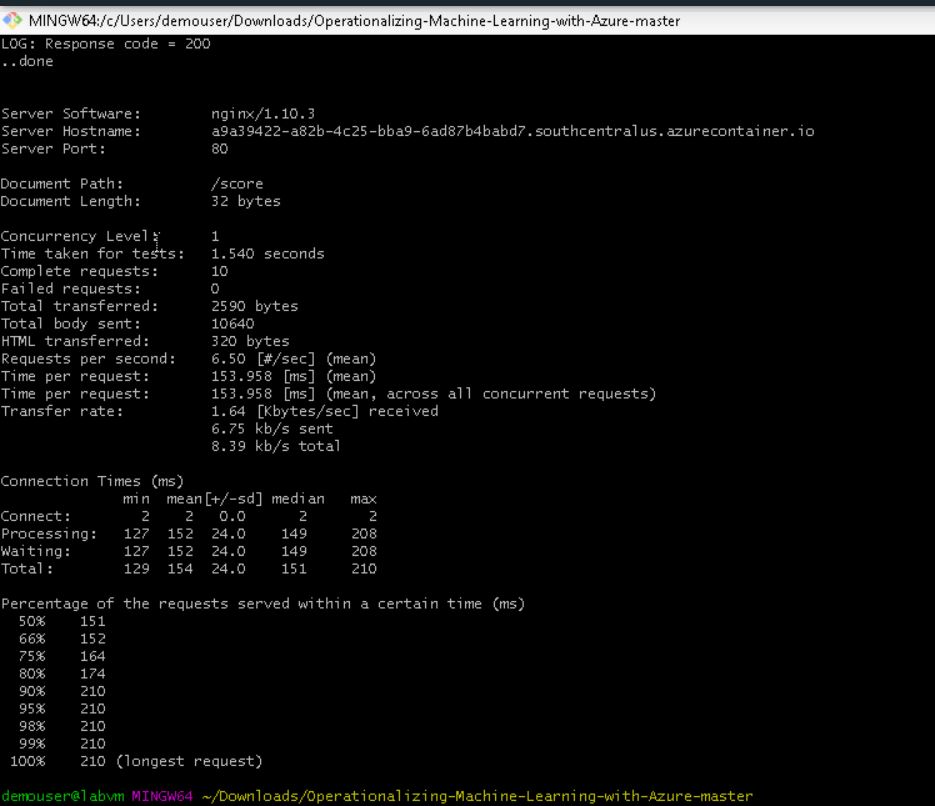 MINGW64:/c/Users/demouser/Downloads/Operationalizing-Machine-Learning-with-Azure-master
LOG: Response code = 200
..done
Server Software:        nginx/1.10.3
Server Hostname:        a9a39422-a82b-4c25-bba9-6ad87b4babd7.southcentralus.azurecontainer.io
Server Port:            80
Document Path:          /score
Document Length:        32 bytes
Concurrency Level:      1
Time taken for tests:   1.540 seconds
Complete requests:      10
Failed requests:        0
Total transferred:      2590 bytes
Total body sent:        10640
HTML transferred:       320 bytes
Requests per second:    6.50 [#/sec] (mean)
Time per request:       153.958 [ms] (mean)
Time per request:       153.958 [ms] (mean, across all concurrent requests)
Transfer rate:          1.64 [Kbytes/sec] received
                        6.75 kb/s sent
                        8.39 kb/s total
Connection Times (ms)
              min  mean[+/-sd] median   max
Connect:        2    2   0.0      2       2
Processing:   127  152  24.0    149     208
Waiting:      127  152  24.0    149     208
Total:        129  154  24.0    151     210
Percentage of the requests served within a certain time (ms)
  50%    151
  66%    152
  75%    164
  80%    174
  90%    210
  95%    210
  98%    210
  99%    210
 100%    210 (longest request)
demouser@labvm MINGW64 ~/Downloads/Operationalizing-Machine-Learning-with-Azure-master